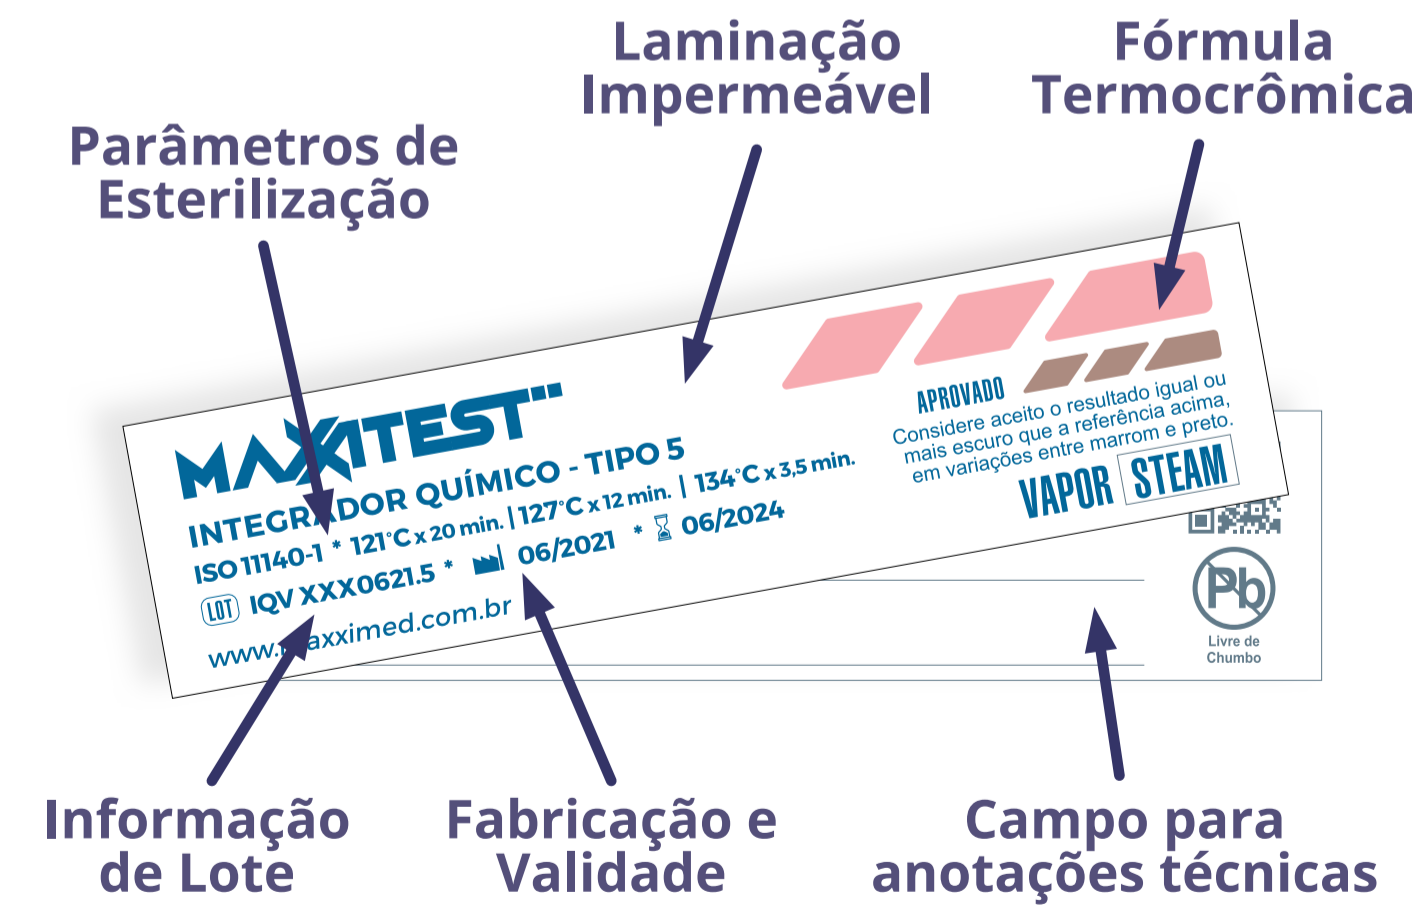 Laminação
Impermeável
Fórmula
Termocrômica
Parâmetros de
Esterilização
MAXXITEST
INTEGRADOR QUÍMICO - TIPO 5
ISO 11140-1 * 121°C x 20 min. | 127°C x 12 min. | 134°C x 3,5 min.
LOT IQV XXX0621.5 * 06/2021 * 06/2024
www.maxximed.com.br
APROVADO
Considere aceito o resultado igual ou
mais escuro que a referência acima,
em variações entre marrom e preto.
VAPOR STEAM
Pb
Livre de
Chumbo
Informação
de Lote
Fabricação e
Validade
Campo para
anotações técnicas